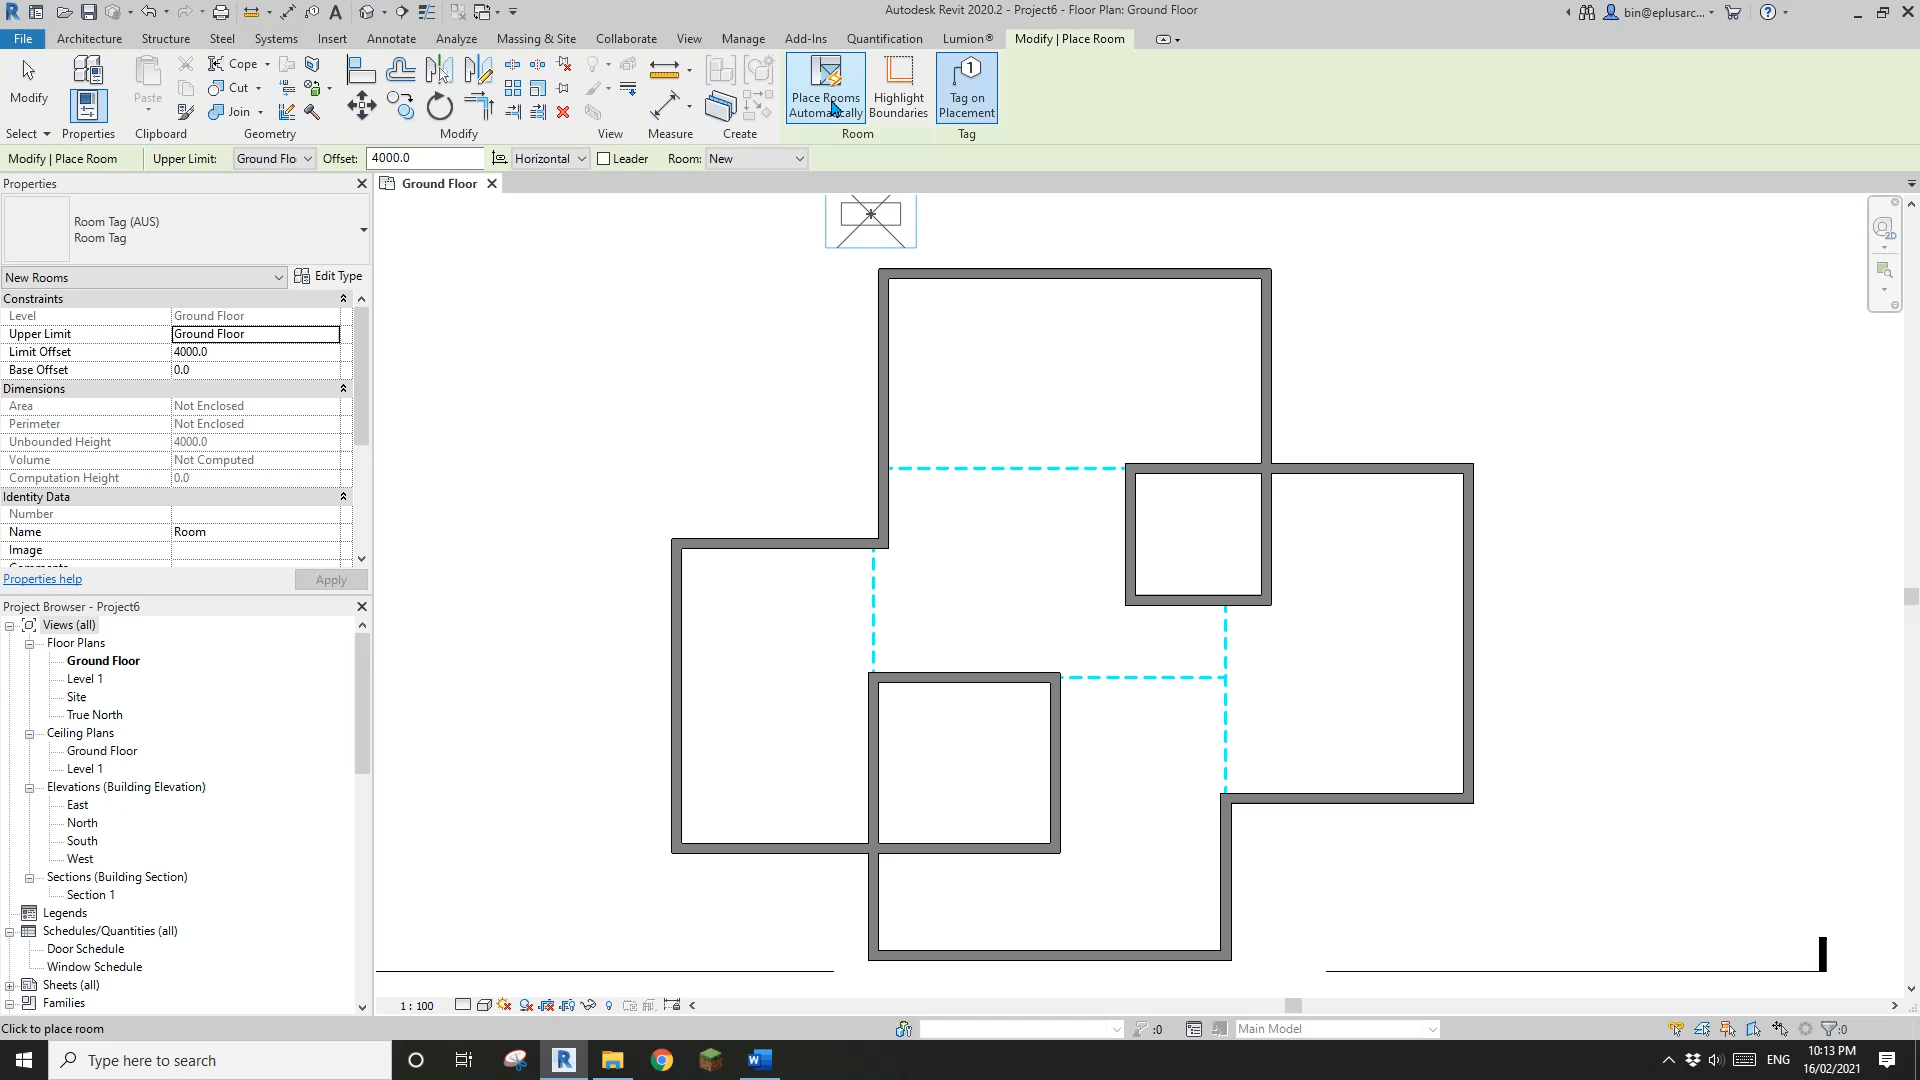 Autodesk Revit 2020.2 - Project6 - Floor Plan: Ground Floor
bin@eplusarc...
File Architecture Structure Steel Systems Insert Annotate Analyze Massing & Site Collaborate View Manage Add-Ins Quantification Lumion® Modify | Place Room
Modify
Paste
Cope
Cut
Join
Place Rooms
Automatically
Highlight
Boundaries
1
Tag on
Placement
Select Properties Clipboard Geometry Modify View Measure Create Room Tag
Modify | Place Room Upper Limit: Ground Flo Offset: 4000.0 Horizontal Leader Room: New
Properties
Ground Floor
Room Tag (AUS)
Room Tag
2D
New Rooms Edit Type
Constraints
Level Ground Floor
Upper Limit Ground Floor
Limit Offset 4000.0
Base Offset 0.0
Dimensions
Area Not Enclosed
Perimeter Not Enclosed
Unbounded Height 4000.0
Volume Not Computed
Computation Height 0.0
Identity Data
Number
Name Room
Image
Properties help Apply
Project Browser - Project6
Views (all)
Floor Plans
Ground Floor
Level 1
Site
True North
Ceiling Plans
Ground Floor
Level 1
Elevations (Building Elevation)
East
North
South
West
Sections (Building Section)
Section 1
Legends
Schedules/Quantities (all)
Door Schedule
Window Schedule
Sheets (all)
Families
1 : 100
Click to place room
:0 Main Model :0
Type here to search
ENG
10:13 PM
16/02/2021